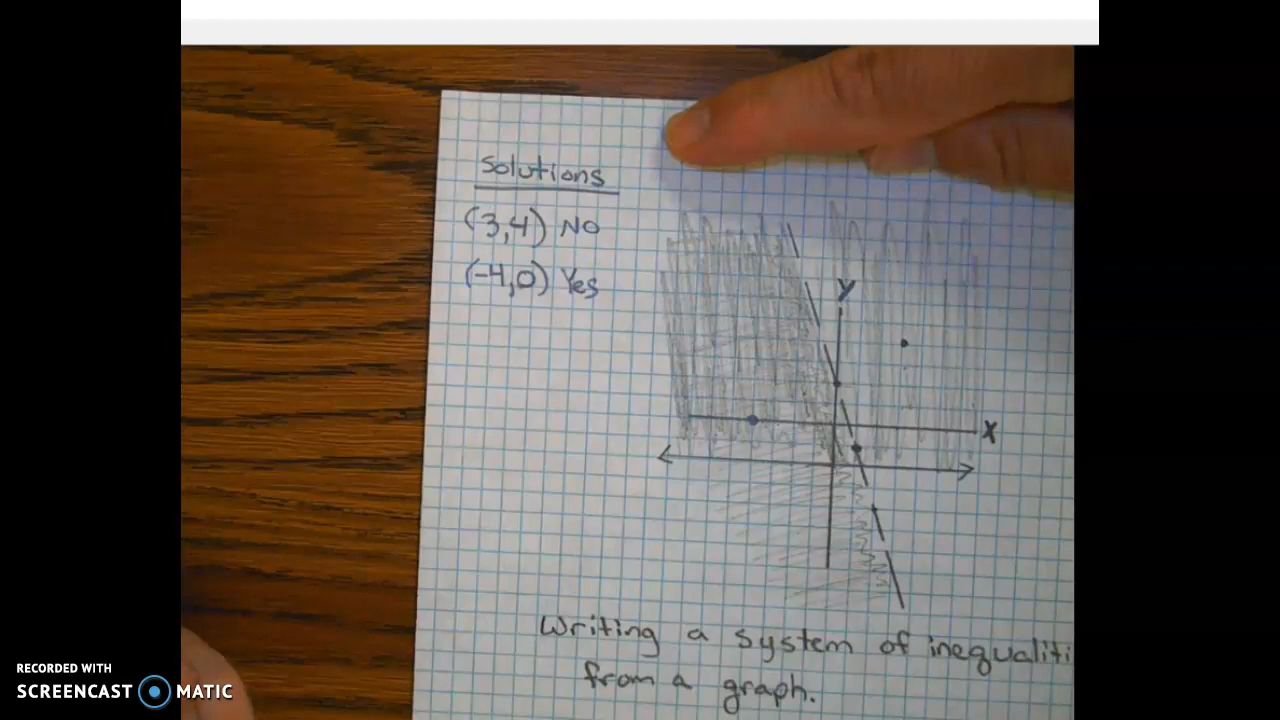 Solutions
(3,4) No
(-4,0) Yes
Y
X
Writing a system of inequaliti
from a graph.
RECORDED WITH
SCREENCAST MATIC